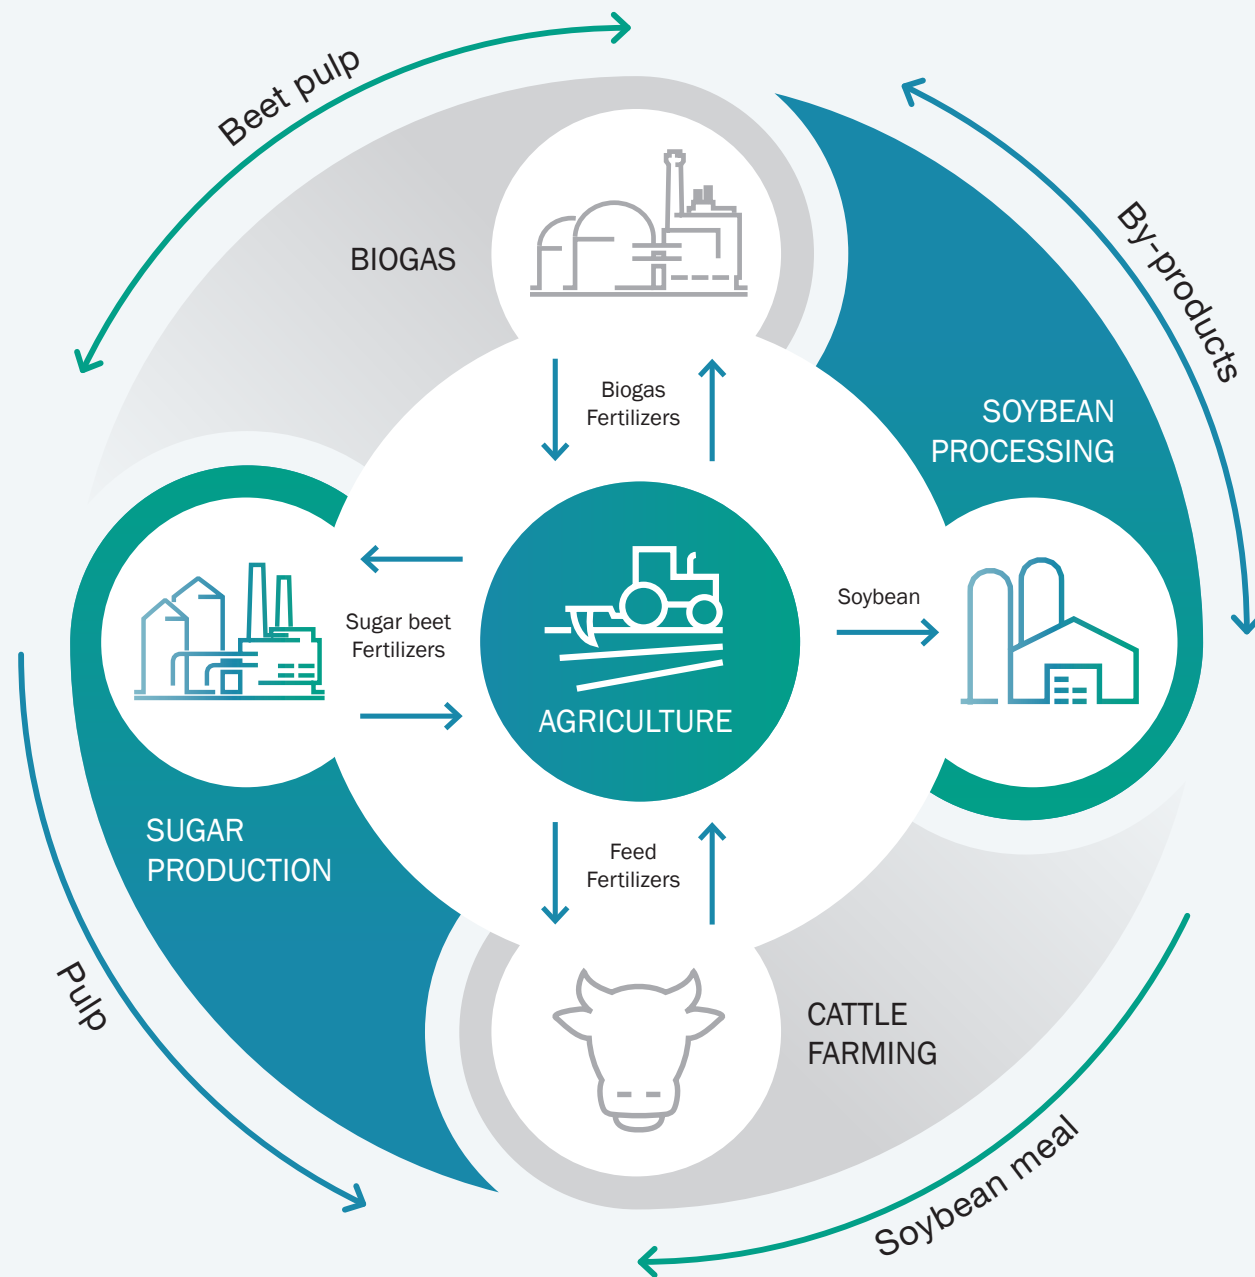 Beet pulp
By-products
BIOGAS
Biogas
Fertilizers
SOYBEAN
PROCESSING
Sugar beet
Fertilizers
Soybean
AGRICULTURE
SUGAR
PRODUCTION
Feed
Fertilizers
Pulp
CATTLE
FARMING
Soybean meal